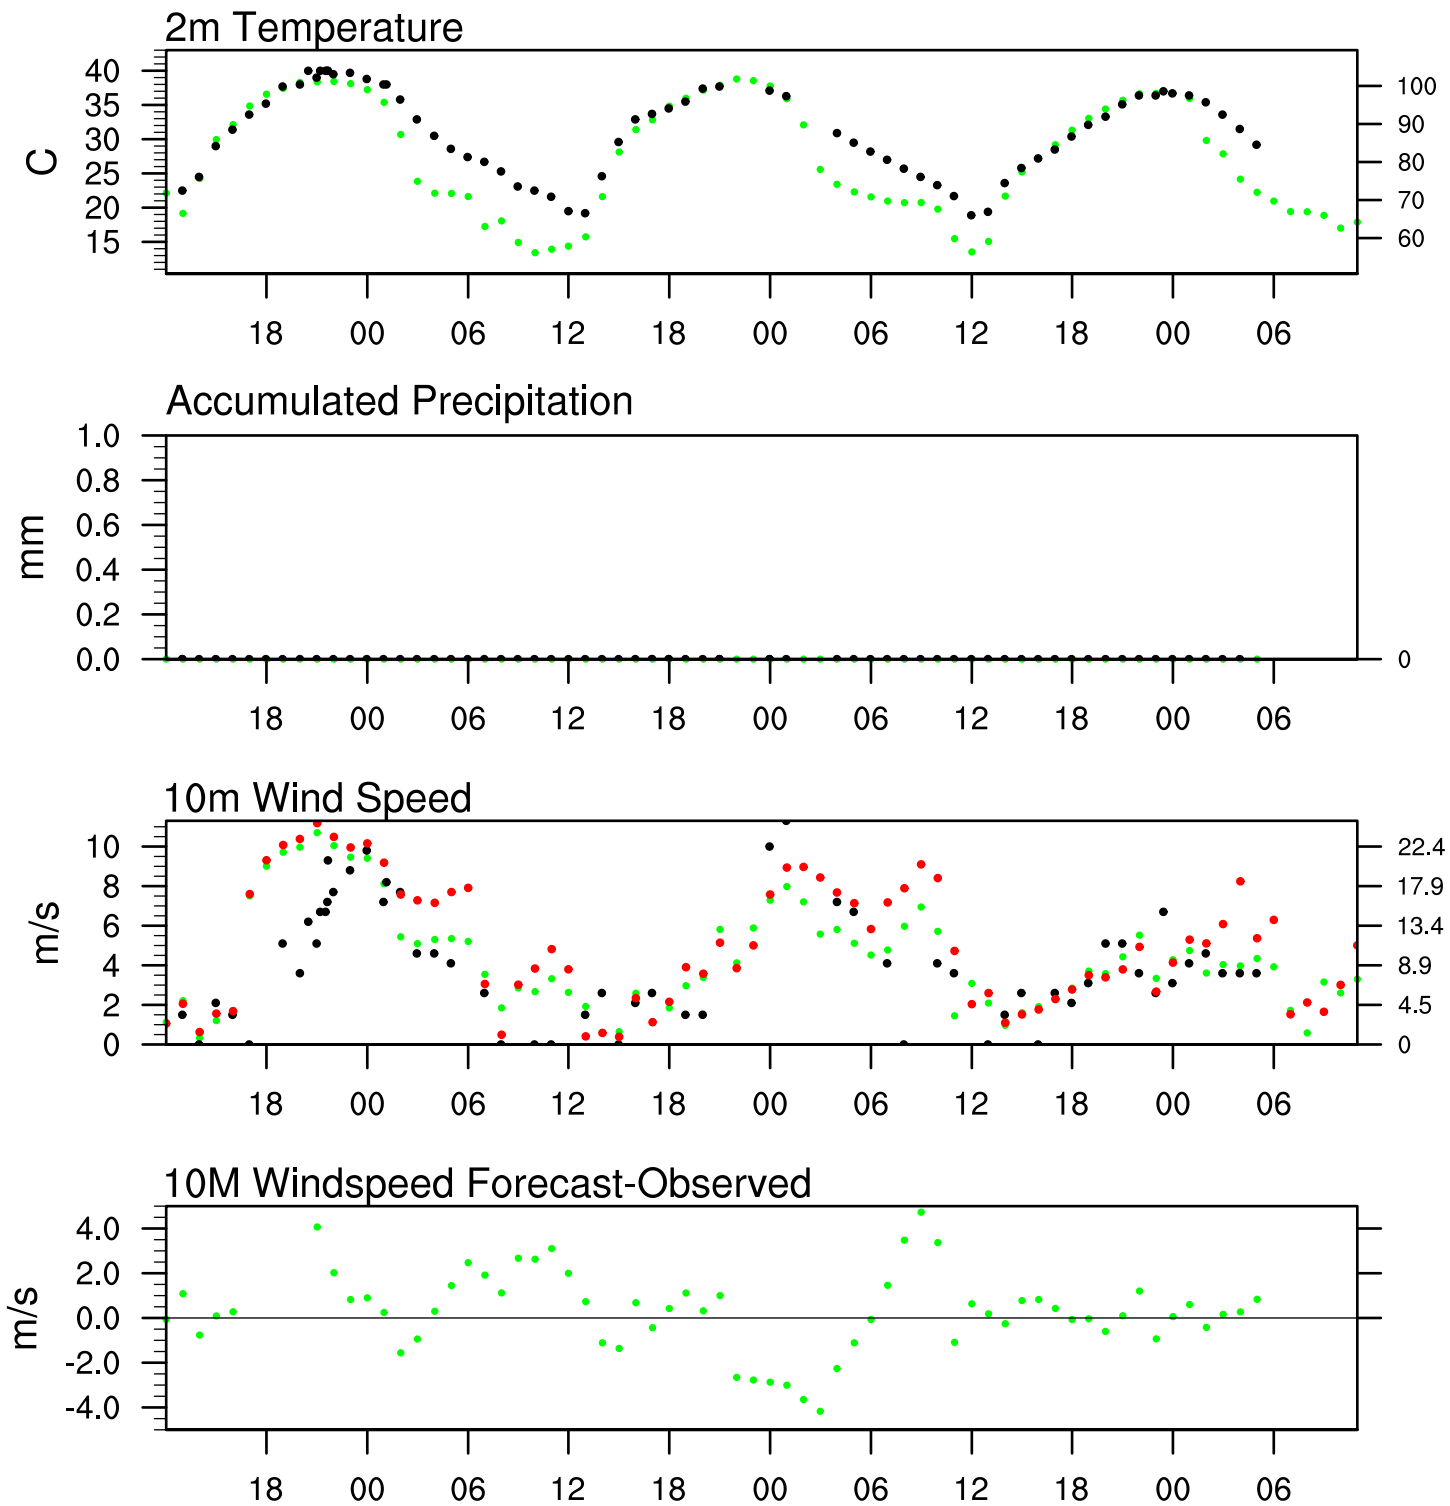 2m Temperature
40
35
30
25
20
15
C
100
90
80
70
60
18 00 06 12 18 00 06 12 18 00 06
Accumulated Precipitation
1.0
0.8
0.6
0.4
0.2
0.0
mm
0
18 00 06 12 18 00 06 12 18 00 06
10m Wind Speed
10
8
6
4
2
0
m/s
22.4
17.9
13.4
8.9
4.5
0
18 00 06 12 18 00 06 12 18 00 06
10M Windspeed Forecast-Observed
4.0
2.0
0.0
-2.0
-4.0
m/s
18 00 06 12 18 00 06 12 18 00 06